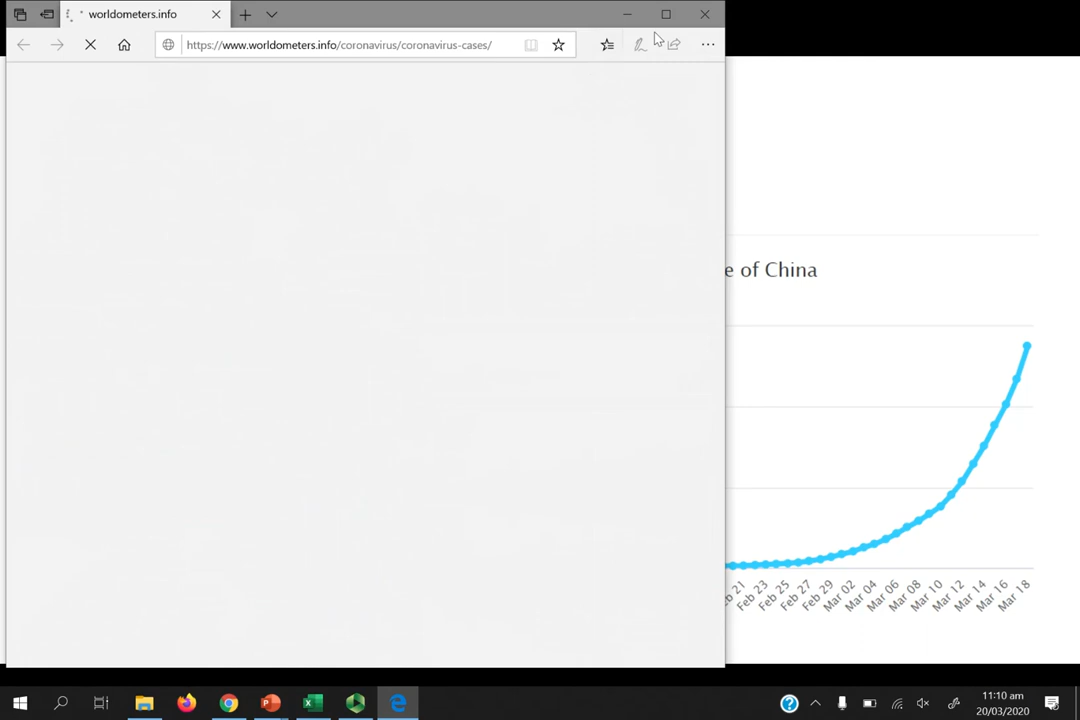 worldometers.info
https://www.worldometers.info/coronavirus/coronavirus-cases/
e of China
b 21
Feb 23
Feb 25
Feb 27
Feb 29
Mar 02
Mar 04
Mar 06
Mar 08
Mar 10
Mar 12
Mar 14
Mar 16
Mar 18
11:10 am
20/03/2020